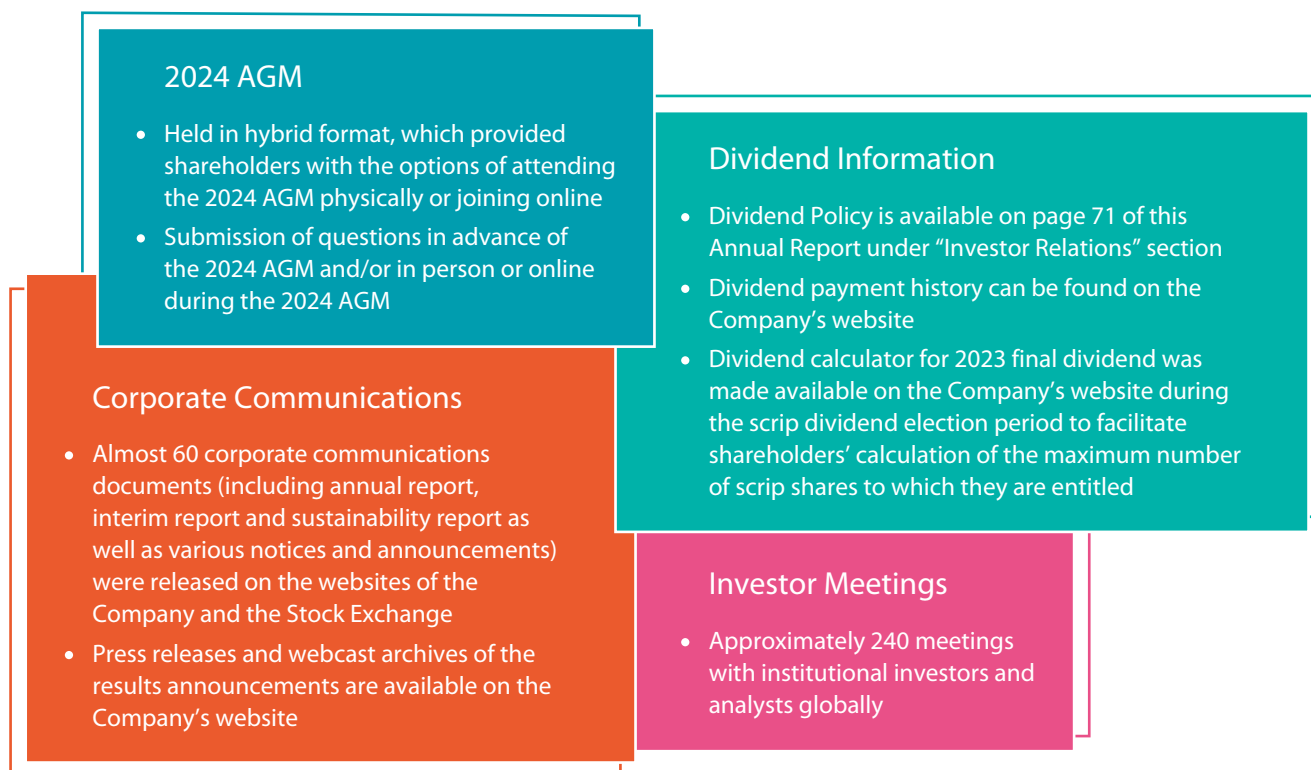 2024 AGM
• Held in hybrid format, which provided
shareholders with the options of attending
the 2024 AGM physically or joining online
• Submission of questions in advance of
the 2024 AGM and/or in person or online
during the 2024 AGM
Dividend Information
• Dividend Policy is available on page 71 of this
Annual Report under “Investor Relations” section
• Dividend payment history can be found on the
Company’s website
• Dividend calculator for 2023 final dividend was
made available on the Company’s website during
the scrip dividend election period to facilitate
shareholders’ calculation of the maximum number
of scrip shares to which they are entitled
Corporate Communications
• Almost 60 corporate communications
documents (including annual report,
interim report and sustainability report as
well as various notices and announcements)
were released on the websites of the
Company and the Stock Exchange
• Press releases and webcast archives of the
results announcements are available on the
Company’s website
Investor Meetings
• Approximately 240 meetings
with institutional investors and
analysts globally